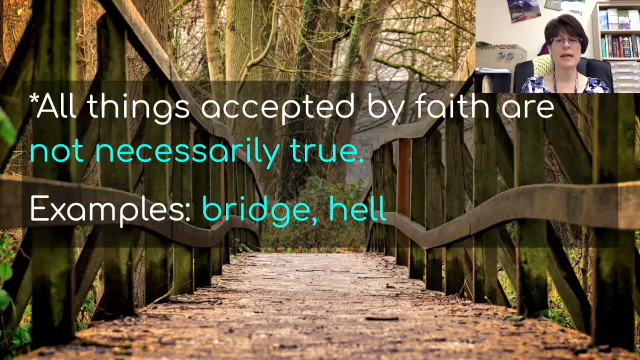 *All things accepted by faith are
not necessarily true.
Examples: bridge, hell